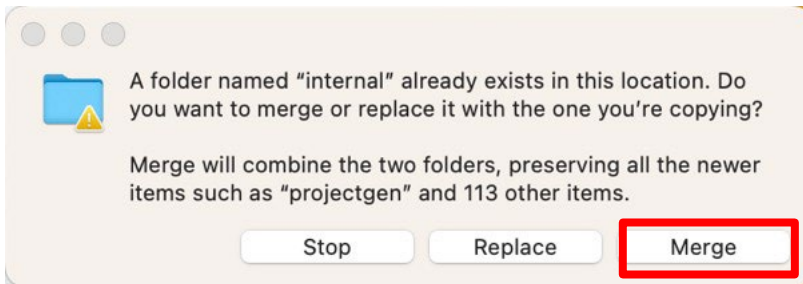 A folder named “internal” already exists in this location. Do
you want to merge or replace it with the one you’re copying?
Merge will combine the two folders, preserving all the newer
items such as “projectgen” and 113 other items.
Stop Replace Merge